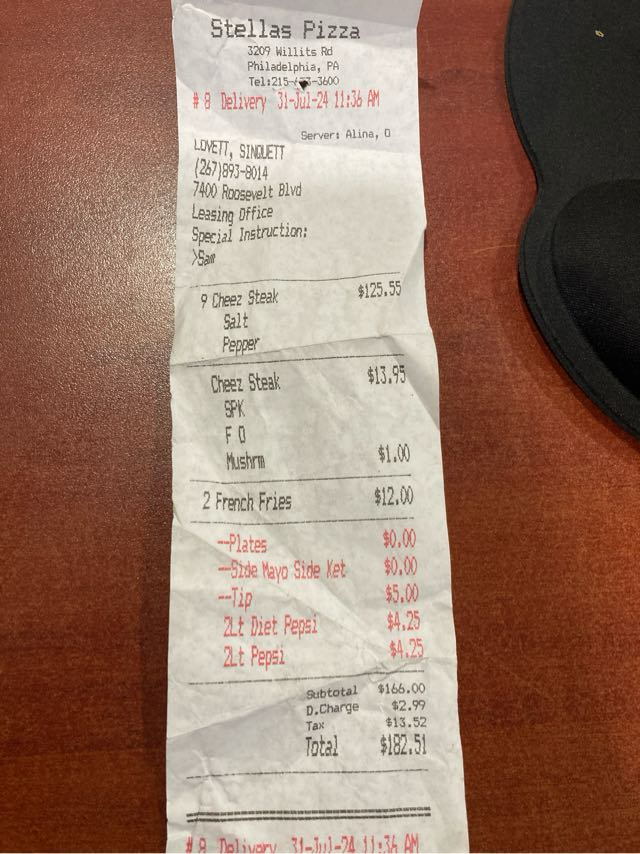 Stellas Pizza
3209 Willits Rd
Philadelphia, PA
Tel:215-633-3600
# 8 Delivery 31-Jul-24 11:36 AM
Server: Alina, O
LOVETT, SINQUETT
(267)893-8014
7400 Roosevelt Blvd
Leasing Office
Special Instruction:
>Sam
9 Cheez Steak $125.55
Salt
Pepper
Cheez Steak $13.95
SPK
F O
Mushrm $1.00
2 French Fries $12.00
--Plates $0.00
--Side Mayo Side Ket $0.00
--Tip $5.00
2Lt Diet Pepsi $4.25
2Lt Pepsi $4.25
Subtotal $166.00
D.Charge $2.99
Tax $13.52
Total $182.51
# 8 Delivery 31-Jul-24 11:36 AM